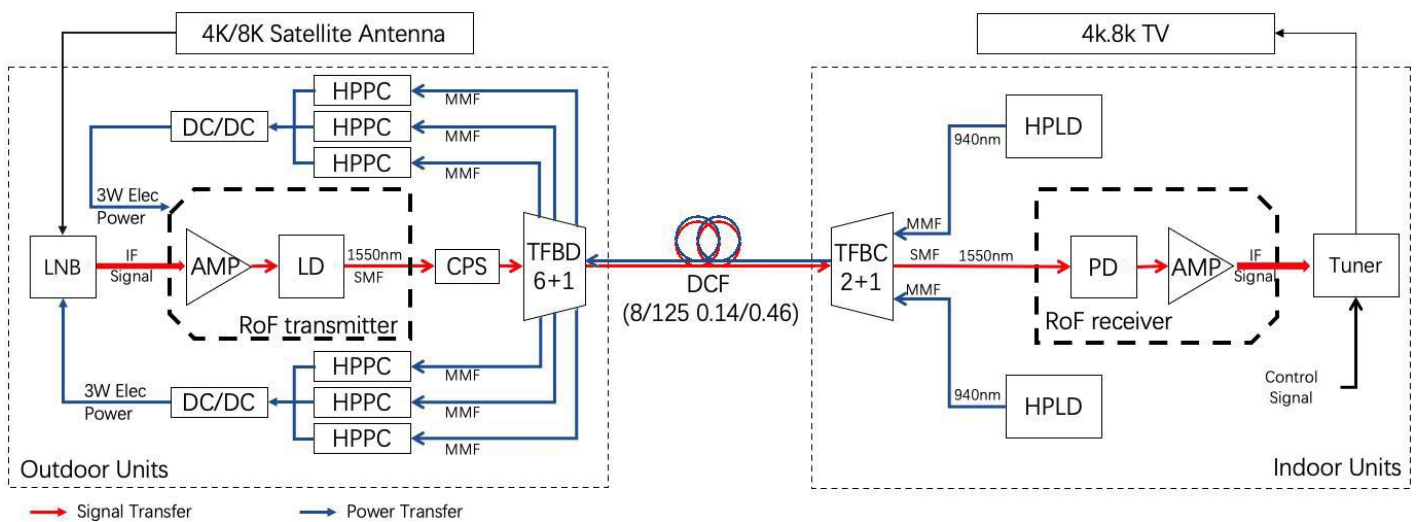 4K/8K Satellite Antenna
4k.8k TV
HPPC
MMF
HPPC
MMF
HPPC
MMF
DC/DC
3W Elec
Power
LNB
IF
Signal
AMP
LD
1550nm
SMF
RoF transmitter
CPS
TFBD
6+1
DCF
(8/125 0.14/0.46)
TFBC
2+1
HPLD
940nm
MMF
SMF
1550nm
MMF
PD
AMP
RoF receiver
IF
Signal
Tuner
Control
Signal
940nm
HPLD
3W Elec
Power
DC/DC
HPPC
MMF
HPPC
MMF
HPPC
MMF
Outdoor Units
Indoor Units
Signal Transfer
Power Transfer